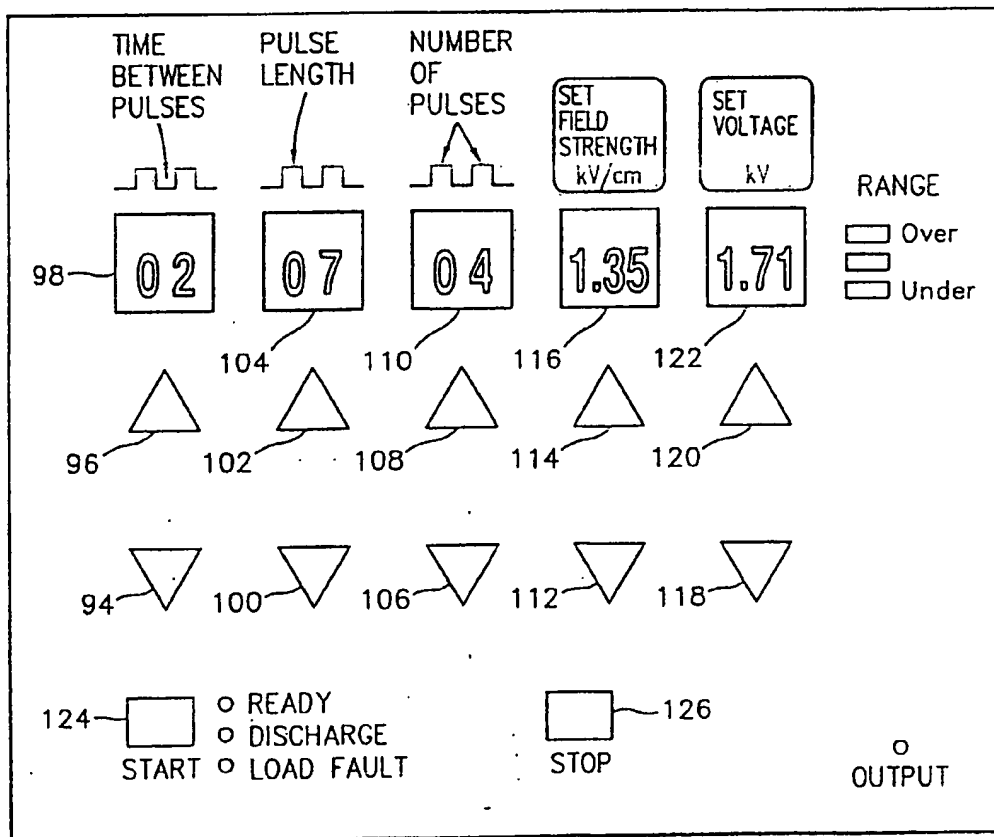 TIME
BETWEEN
PULSES
PULSE
LENGTH
NUMBER
OF
PULSES
SET
FIELD
STRENGTH
kV/cm
SET
VOLTAGE
kV
RANGE
Over
Under
98
02
07
04
1.35
1.71
104
110
116
122
96
102
108
114
120
94
100
106
112
118
124
START
READY
DISCHARGE
LOAD FAULT
126
STOP
OUTPUT